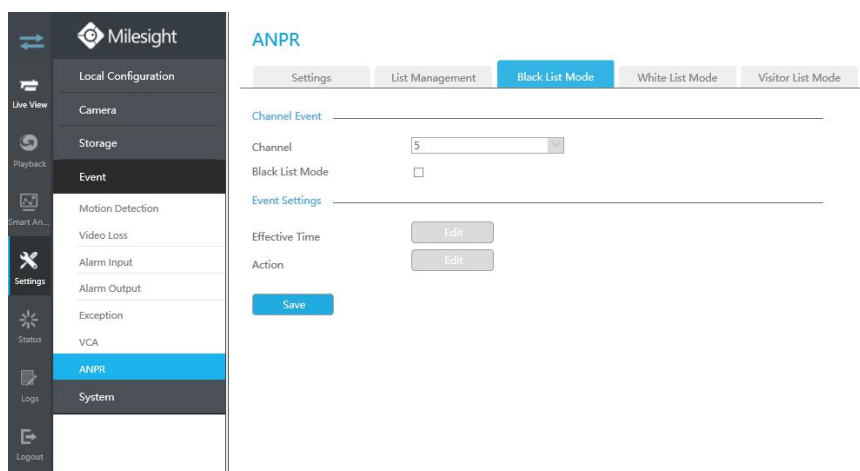 Milesight
Live View
Playback
Smart An...
Settings
Status
Logs
Logout
Local Configuration
Camera
Storage
Event
Motion Detection
Video Loss
Alarm Input
Alarm Output
Exception
VCA
ANPR
System
ANPR
Settings List Management Black List Mode White List Mode Visitor List Mode
Channel Event
Channel 5
Black List Mode
Event Settings
Effective Time Edit
Action Edit
Save